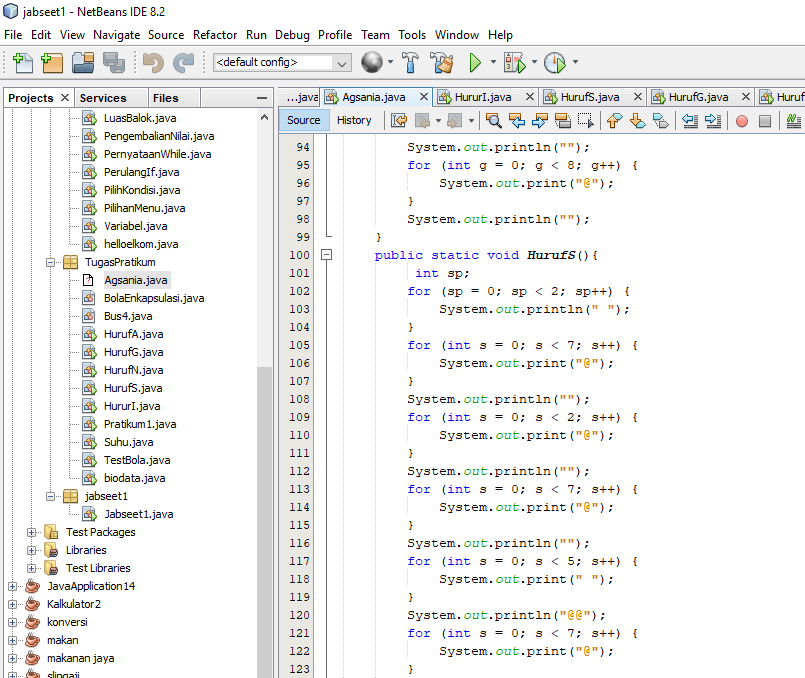 jabseet1 - NetBeans IDE 8.2
File Edit View Navigate Source Refactor Run Debug Profile Team Tools Window Help
<default config>
Projects Services Files
LuasBalok.java
PengembalianNilai.java
PernyataanWhile.java
PerulangIf.java
PilihKondisi.java
PilihanMenu.java
Variabel.java
helloelkom.java
TugasPratikum
Agsania.java
BolaEnkapsulasi.java
Bus4.java
HurufA.java
HurufG.java
HurufN.java
HurufS.java
HururI.java
Pratikum1.java
Suhu.java
TestBola.java
biodata.java
jabseet1
Jabseet1.java
Test Packages
Libraries
Test Libraries
JavaApplication14
Kalkulator2
konversi
makan
makanan jaya
slingaji
...java Agsania.java HururI.java HurufS.java HurufG.java Huruf
Source History
94 System.out.println("");
95 for (int g = 0; g < 8; g++) {
96 System.out.print("@");
97 }
98 System.out.println("");
99 }
100 public static void HurufS(){
101 int sp;
102 for (sp = 0; sp < 2; sp++) {
103 System.out.println(" ");
104 }
105 for (int s = 0; s < 7; s++) {
106 System.out.print("@");
107 }
108 System.out.println("");
109 for (int s = 0; s < 2; s++) {
110 System.out.print("@");
111 }
112 System.out.println("");
113 for (int s = 0; s < 7; s++) {
114 System.out.print("@");
115 }
116 System.out.println("");
117 for (int s = 0; s < 5; s++) {
118 System.out.print(" ");
119 }
120 System.out.println("@@");
121 for (int s = 0; s < 7; s++) {
122 System.out.print("@");
123 }